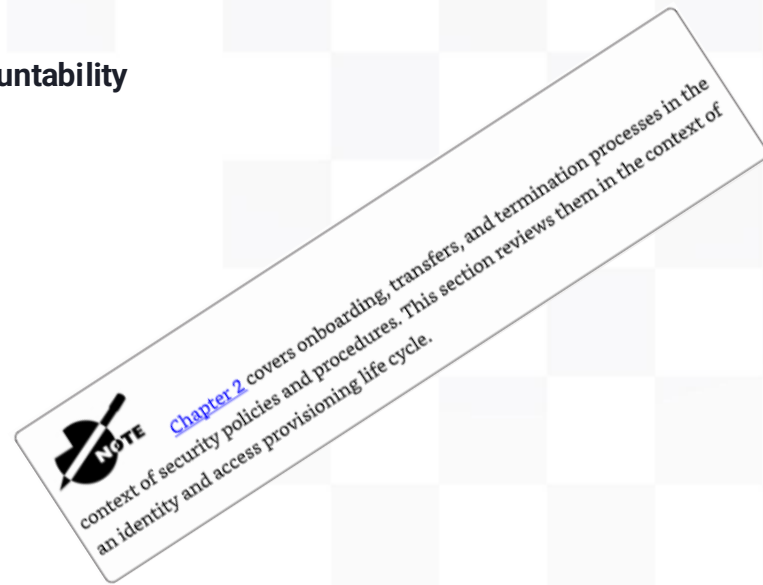 untability
NOTE
Chapter 2 covers onboarding, transfers, and termination processes in the
context of security policies and procedures. This section reviews them in the context of
an identity and access provisioning life cycle.